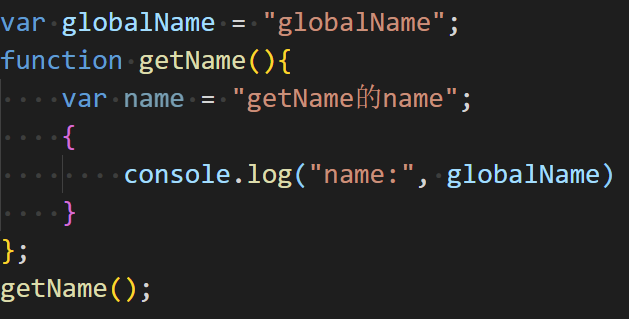 var globalName = "globalName";
function getName(){
    var name = "getName的name";
    {
        console.log("name:", globalName)
    }
};
getName();